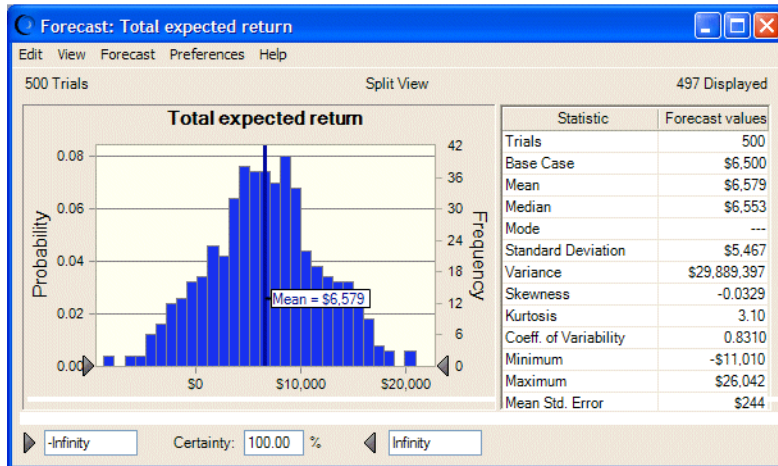 Forecast: Total expected return
Edit View Forecast Preferences Help
500 Trials Split View 497 Displayed
Total expected return
Probability
0.08
0.06
0.04
0.02
0.00
Mean = $6,579
42
36
30
24
18
12
6
0
Frequency
$0 $10,000 $20,000
Statistic Forecast values
Trials 500
Base Case $6,500
Mean $6,579
Median $6,553
Mode ---
Standard Deviation $5,467
Variance $29,889,397
Skewness -0.0329
Kurtosis 3.10
Coeff. of Variability 0.8310
Minimum -$11,010
Maximum $26,042
Mean Std. Error $244
-Infinity Certainty: 100.00 % Infinity